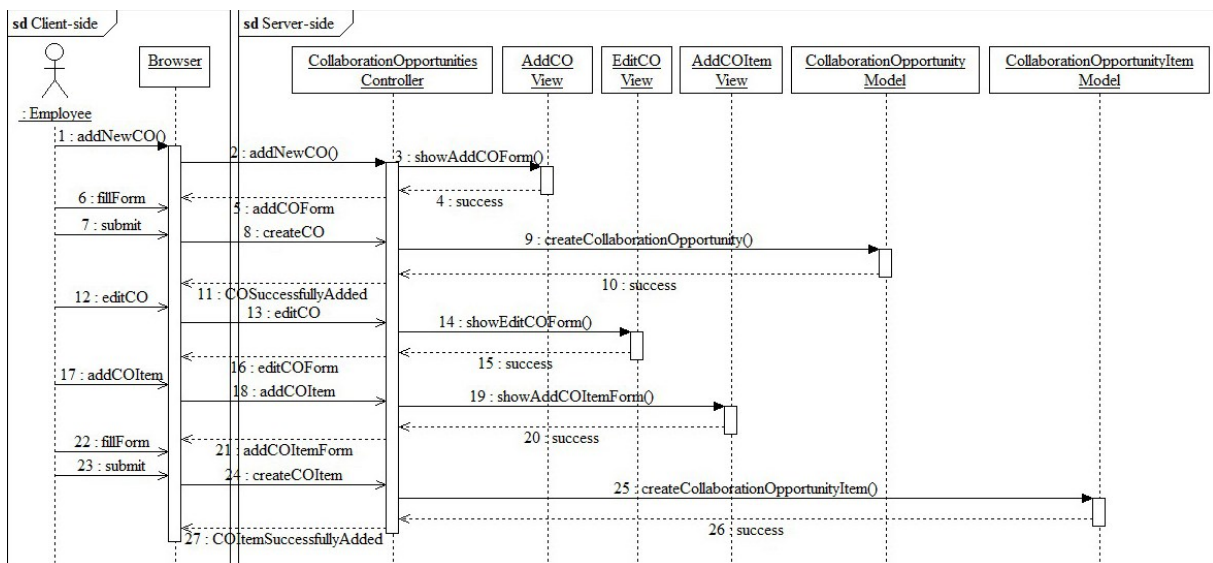 sd Client-side
sd Server-side
: Employee
Browser
CollaborationOpportunities
Controller
AddCO
View
EditCO
View
AddCOItem
View
CollaborationOpportunity
Model
CollaborationOpportunityItem
Model
1 : addNewCO()
2 : addNewCO()
3 : showAddCOForm()
4 : success
5 : addCOForm
6 : fillForm
7 : submit
8 : createCO
9 : createCollaborationOpportunity()
10 : success
11 : COSuccessfullyAdded
12 : editCO
13 : editCO
14 : showEditCOForm()
15 : success
16 : editCOForm
17 : addCOItem
18 : addCOItem
19 : showAddCOItemForm()
20 : success
21 : addCOItemForm
22 : fillForm
23 : submit
24 : createCOItem
25 : createCollaborationOpportunityItem()
26 : success
27 : COItemSuccessfullyAdded